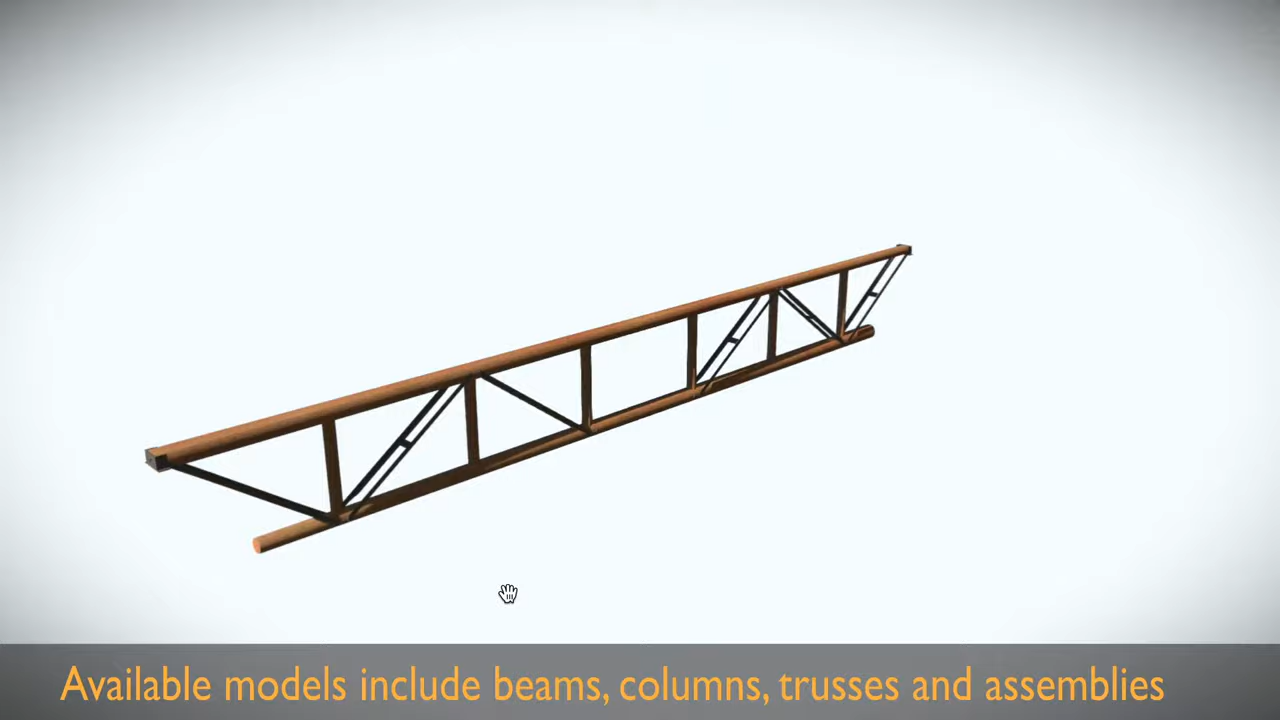 Available models include beams, columns, trusses and assemblies